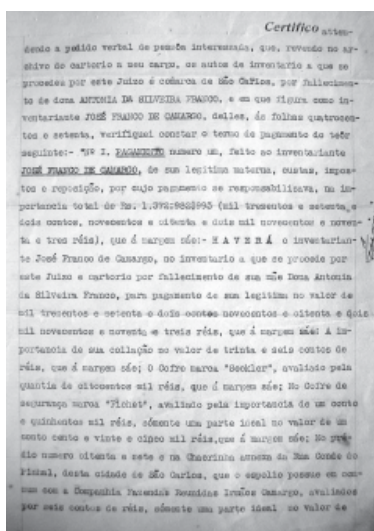 Certifico atten-
dendo a pedido verbal de pessôa interessada, que, revendo no ar-
chivo do cartorio a seu cargo, os autos de inventario a que se
procedeu por este Juizo e comarca de São Carlos, por falleciment-
to de dona ANTONIA DA SILVEIRA FRANCO, e em que figura como in-
ventariante JOSÉ FRANCO DE CAMARGO, delles, ás folhas quatrocen-
tos e setenta, verifiquei constar o termo de pagamento do teôr
seguinte:- "Nº I. PAGAMENTO numero um, feito ao inventariante
JOSÉ FRANCO DE CAMARGO, de sua legitima materna, custas, impos-
tos e reposição, por cujo pagamento se responsabilisava, na im-
portancia total de Rs. 1.372:982$993 (mil tresentos e setenta e
dois contos, novecentos e oitenta e dois mil novecentos e noven-
ta e tres réis), que á margem sáe:- H A V E R Á o inventarian-
te José Franco de Camargo, no inventario a que se procede por
este Juizo e cartorio por fallecimento de sua mãe Dona Antonia
da Silveira Franco, para pagamento de sua legitima no valor de
mil tresentos e setenta e dois contos novecentos e oitenta e dois
mil novecentos e noventa e treis réis, que á margem sáe: A im-
portancia de sua collação no valor de trinta e seis contos de
réis, que á margem sáe; O Cofre marca avaliado pela
quantia de oitocentos mil réis, que á margem sáe; No Cofre de
segurança marca "Fichet", avaliado pela importancia de um conto
e quinhentos mil réis, sómente uma parte ideal no valor de um
conto cento e vinte e cinco mil réis,que á margem sáe; No pré-
dio numero oitenta e sete e na Chacrinha annexa da Rua Conde do
Pinhal, desta cidade de São Carlos, que o espolio possue em com-
mum com a Companhia Fazendas Reunidas Irmãos Camargo, avaliados
por seis contos de réis, sómente uma parte ideal no valor de